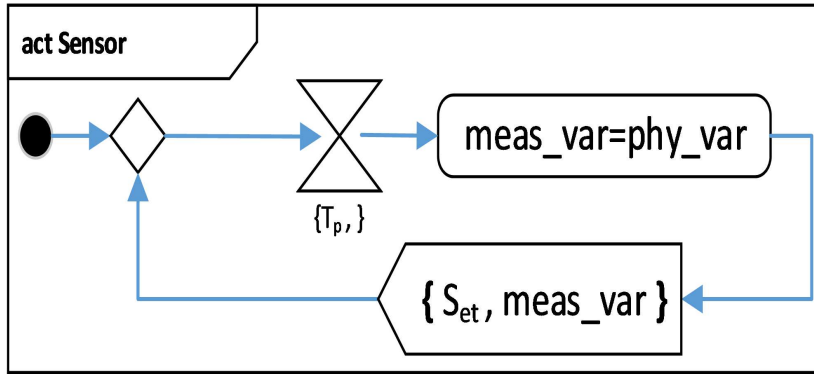 act Sensor
meas_var=phy_var
{Tp, }
{ Set , meas_var }